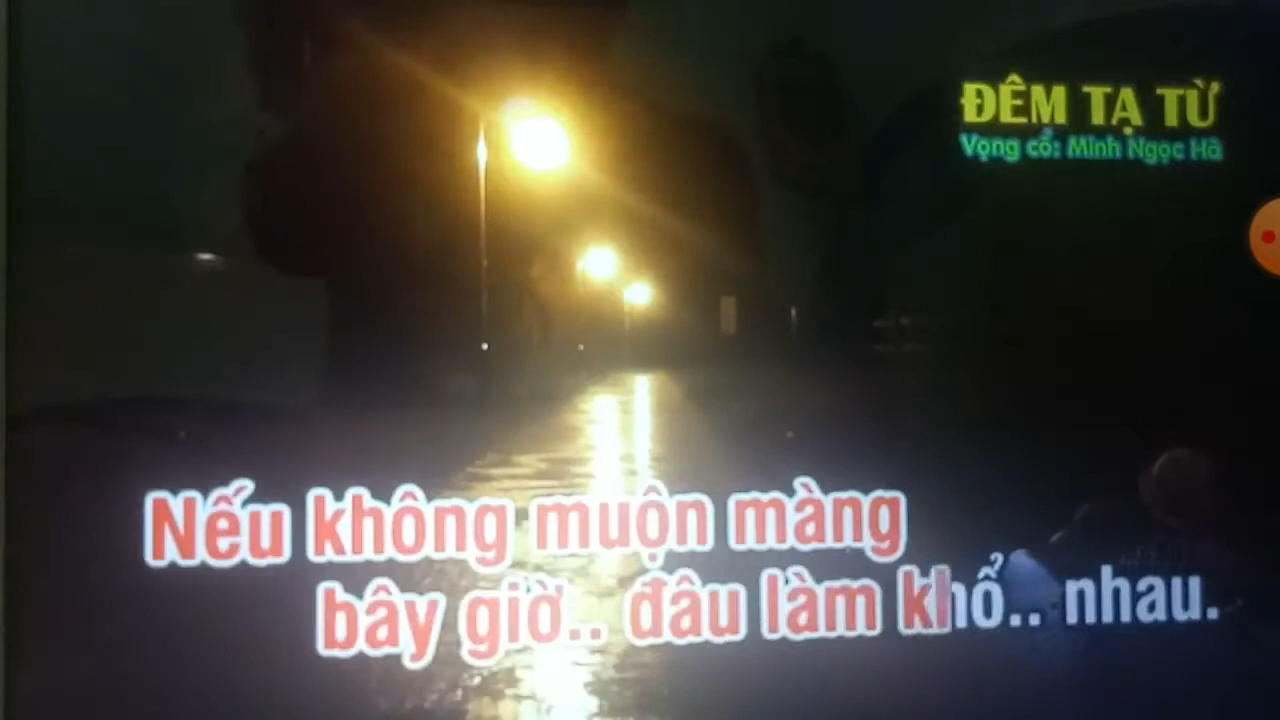 ĐÊM TẠ TỪ
Vọng cổ: Minh Ngọc Hà
Nếu không muộn màng
bây giờ.. đâu làm khổ.. nhau.